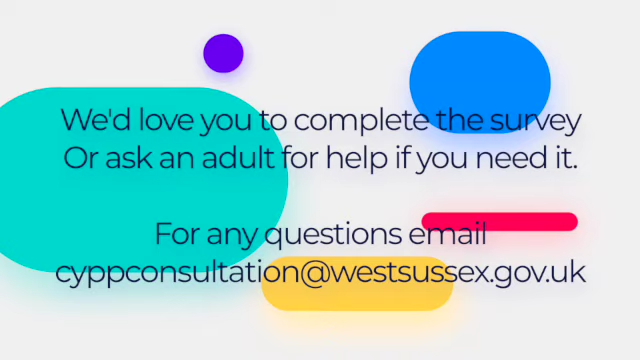 We'd love you to complete the survey
Or ask an adult for help if you need it.
For any questions email
cyppconsultation@westsussex.gov.uk